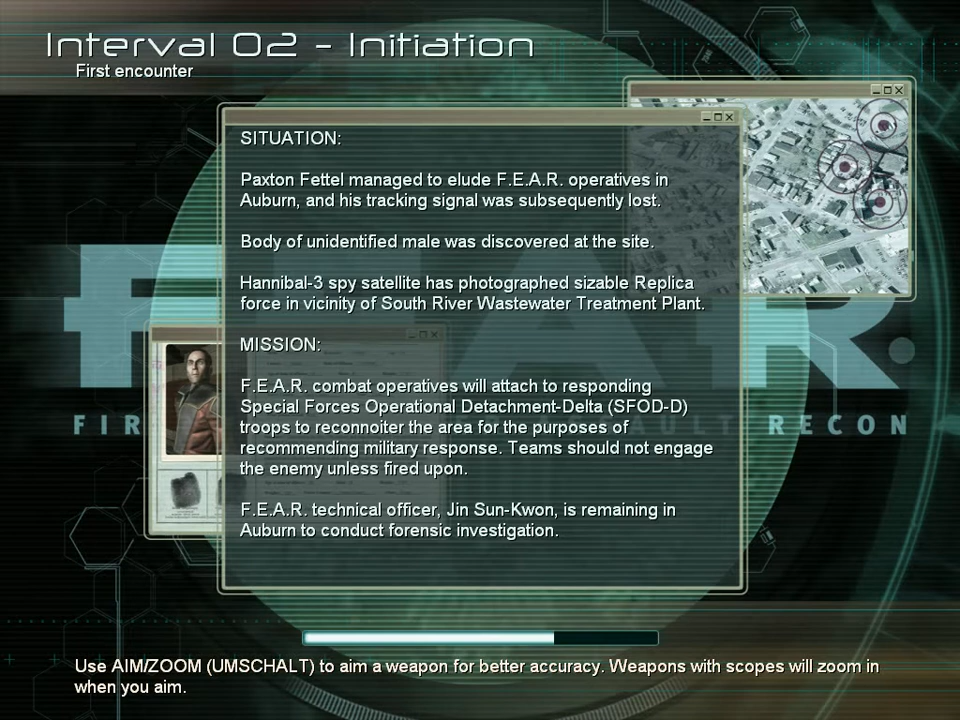 Interval 02 - Initiation
First encounter
SITUATION:
Paxton Fettel managed to elude F.E.A.R. operatives in
Auburn, and his tracking signal was subsequently lost.
Body of unidentified male was discovered at the site.
Hannibal-3 spy satellite has photographed sizable Replica
force in vicinity of South River Wastewater Treatment Plant.
MISSION:
F.E.A.R. combat operatives will attach to responding
Special Forces Operational Detachment-Delta (SFOD-D)
troops to reconnoiter the area for the purposes of
recommending military response. Teams should not engage
the enemy unless fired upon.
F.E.A.R. technical officer, Jin Sun-Kwon, is remaining in
Auburn to conduct forensic investigation.
RECON
Use AIM/ZOOM (UMSCHALT) to aim a weapon for better accuracy. Weapons with scopes will zoom in
when you aim.